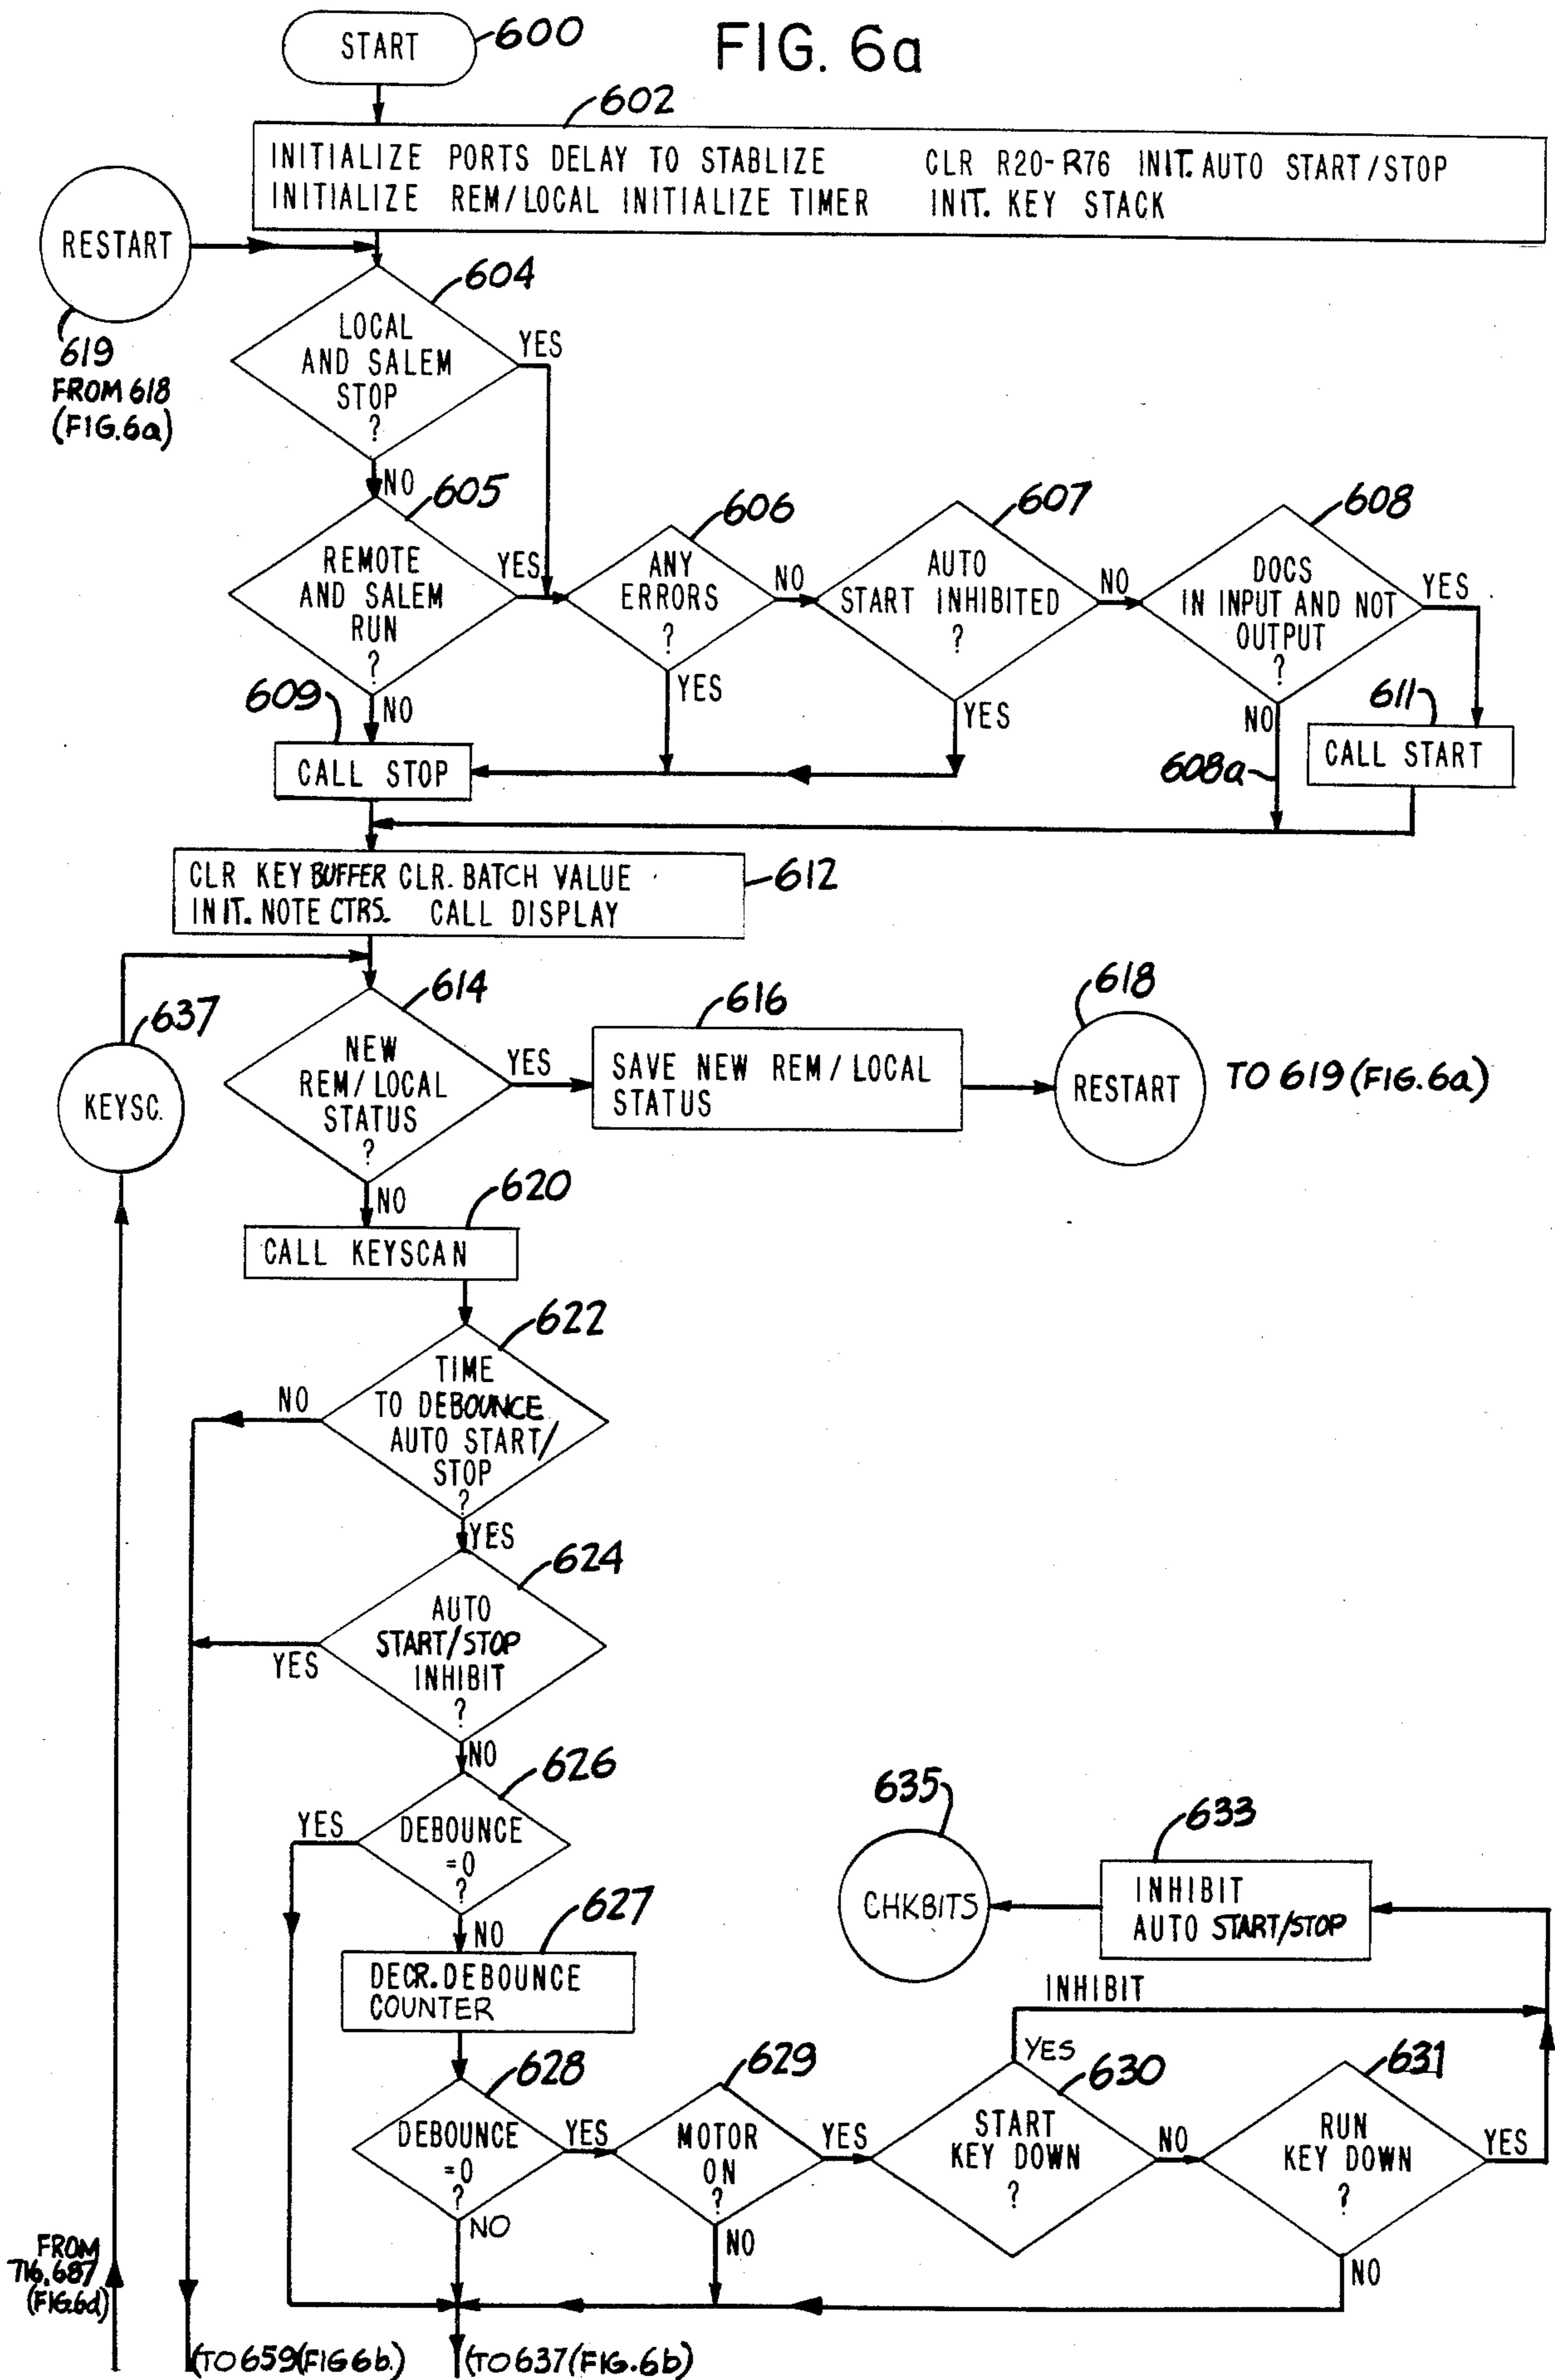 FIG. 6a
START
600
602
INITIALIZE PORTS DELAY TO STABLIZE CLR R20-R76 INIT. AUTO START/STOP
INITIALIZE REM/LOCAL INITIALIZE TIMER INIT. KEY STACK
RESTART
619
FROM 618
(FIG.6a)
604
LOCAL
AND SALEM
STOP
?
YES
NO
605
REMOTE
AND SALEM
RUN
?
YES
NO
606
ANY
ERRORS
?
NO
YES
607
AUTO
START INHIBITED
?
NO
YES
608
DOCS
IN INPUT AND NOT
OUTPUT
?
YES
NO
608a
609
CALL STOP
611
CALL START
CLR KEY BUFFER CLR. BATCH VALUE
INIT. NOTE CTRS. CALL DISPLAY
612
637
KEYSC.
614
NEW
REM/LOCAL
STATUS
?
YES
NO
616
SAVE NEW REM/LOCAL
STATUS
618
RESTART
TO 619 (FIG. 6a)
620
CALL KEYSCAN
622
TIME
TO DEBOUNCE
AUTO START/
STOP
?
NO
YES
624
AUTO
START/STOP
INHIBIT
?
YES
NO
626
DEBOUNCE
=0
?
YES
NO
627
DECR. DEBOUNCE
COUNTER
628
DEBOUNCE
=0
?
YES
NO
629
MOTOR
ON
?
YES
NO
630
START
KEY DOWN
?
YES
NO
INHIBIT
631
RUN
KEY DOWN
?
YES
NO
633
INHIBIT
AUTO START/STOP
635
CHKBITS
FROM
716,687
(FIG.6d)
(TO 659(FIG 6b.)
(TO 637(FIG.6b)